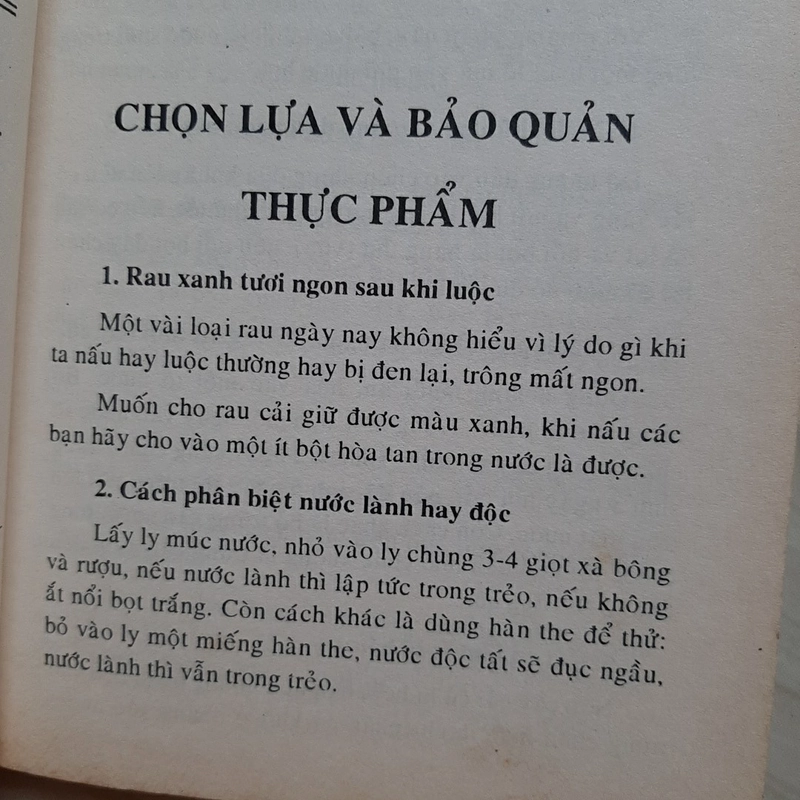 CHỌN LỰA VÀ BẢO QUẢN
THỰC PHẨM
1. Rau xanh tươi ngon sau khi luộc
Một vài loại rau ngày nay không hiểu vì lý do gì khi
ta nấu hay luộc thường hay bị đen lại, trông mất ngon.
Muốn cho rau cải giữ được màu xanh, khi nấu các
bạn hãy cho vào một ít bột hòa tan trong nước là được.
2. Cách phân biệt nước lành hay độc
Lấy ly múc nước, nhỏ vào ly chùng 3-4 giọt xà bông
và rượu, nếu nước lành thì lập tức trong trẻo, nếu không
ắt nổi bọt trắng. Còn cách khác là dùng hàn the để thử:
bỏ vào ly một miếng hàn the, nước độc tất sẽ đục ngầu,
nước lành thì vẫn trong trẻo.